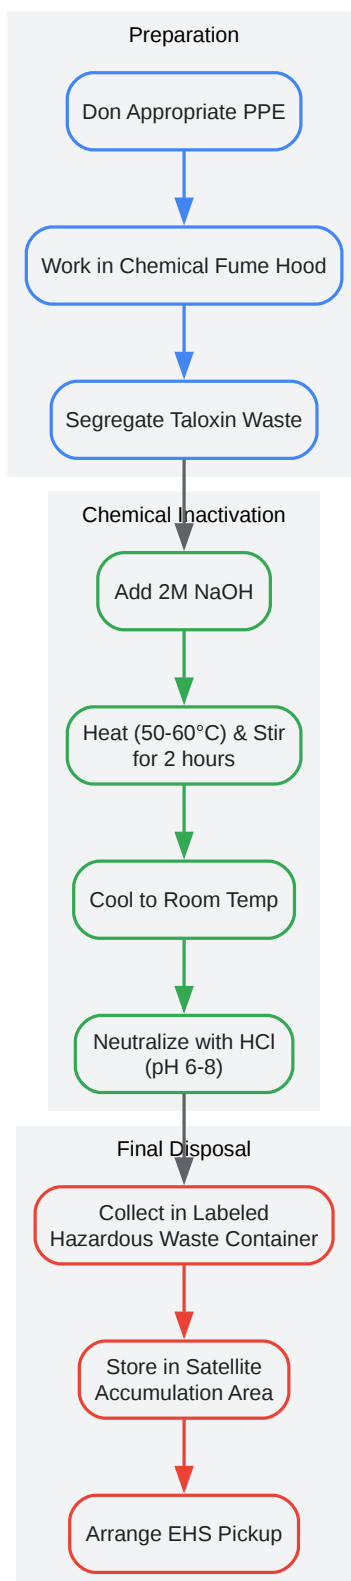 Preparation
Don Appropriate PPE
Work in Chemical Fume Hood
Segregate Taloxin Waste
Chemical Inactivation
Add 2M NaOH
Heat (50-60°C) & Stir
for 2 hours
Cool to Room Temp
Neutralize with HCl
(pH 6-8)
Final Disposal
Collect in Labeled
Hazardous Waste Container
Store in Satellite
Accumulation Area
Arrange EHS Pickup